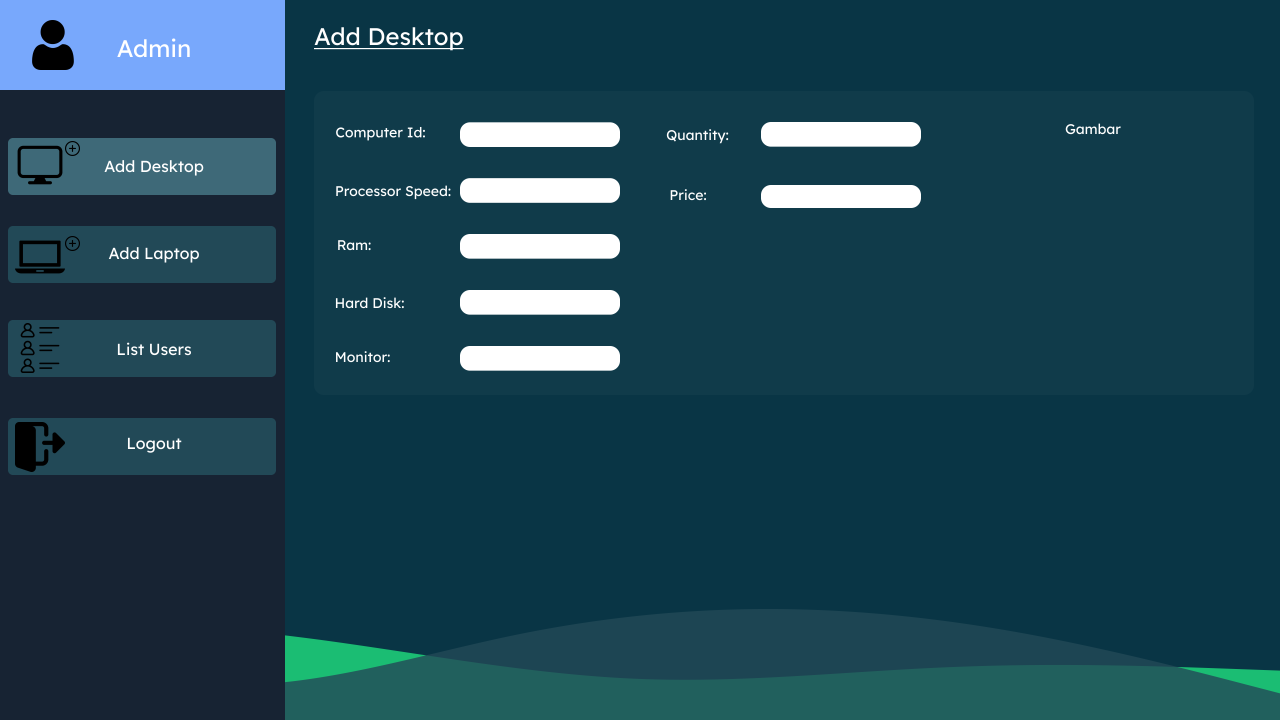 Admin
Add Desktop
Add Laptop
List Users
Logout
Add Desktop
Computer Id:
Processor Speed:
Ram:
Hard Disk:
Monitor:
Quantity:
Price:
Gambar